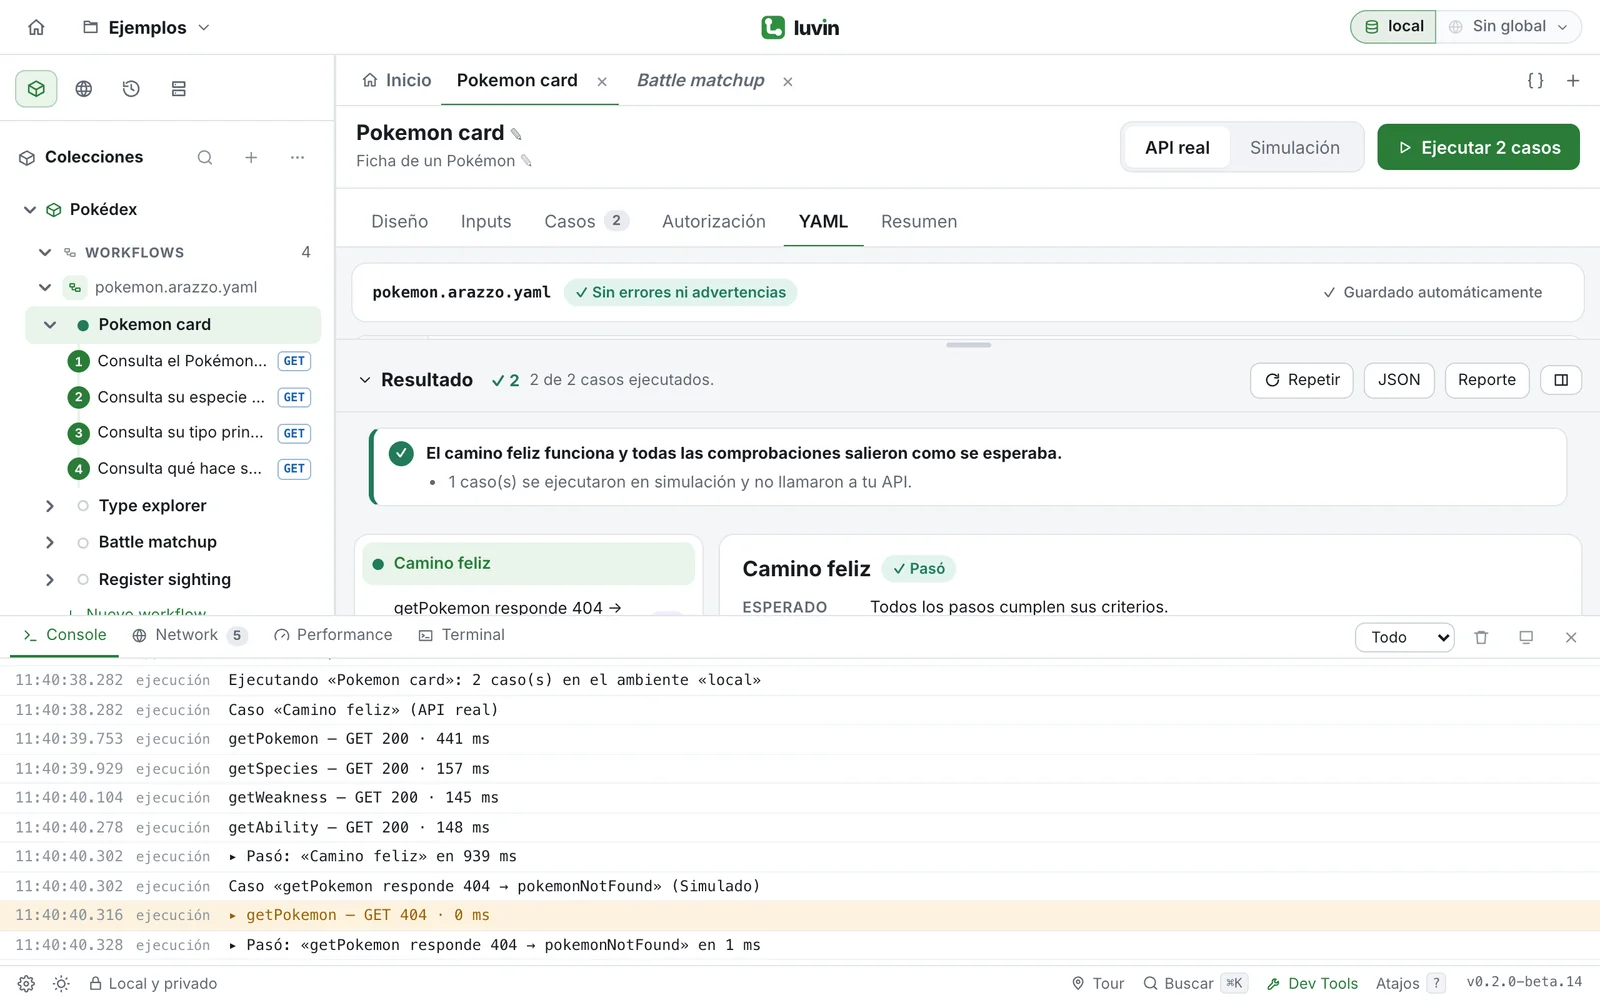 Ejemplos
luvin
local
Sin global
Inicio
Pokemon card
Battle matchup
{ }
Colecciones
Pokemon card
Ficha de un Pokémon
API real
Simulación
Ejecutar 2 casos
Pokédex
WORKFLOWS 4
pokemon.arazzo.yaml
Pokemon card
1 Consulta el Pokémon... GET
2 Consulta su especie ... GET
3 Consulta su tipo prin... GET
4 Consulta qué hace s... GET
Type explorer
Battle matchup
Register sighting
Nuevo workflow
Diseño
Inputs
Casos 2
Autorización
YAML
Resumen
pokemon.arazzo.yaml
Sin errores ni advertencias
Guardado automáticamente
Resultado
2
2 de 2 casos ejecutados.
Repetir
JSON
Reporte
El camino feliz funciona y todas las comprobaciones salieron como se esperaba.
• 1 caso(s) se ejecutaron en simulación y no llamaron a tu API.
Camino feliz
getPokemon responde 404 →
Camino feliz
Pasó
ESPERADO
Todos los pasos cumplen sus criterios.
Console
Network 5
Performance
Terminal
Todo
11:40:38.282 ejecución Ejecutando «Pokemon card»: 2 caso(s) en el ambiente «local»
11:40:38.282 ejecución Caso «Camino feliz» (API real)
11:40:39.753 ejecución getPokemon — GET 200 · 441 ms
11:40:39.929 ejecución getSpecies — GET 200 · 157 ms
11:40:40.104 ejecución getWeakness — GET 200 · 145 ms
11:40:40.278 ejecución getAbility — GET 200 · 148 ms
11:40:40.302 ejecución ▸ Pasó: «Camino feliz» en 939 ms
11:40:40.302 ejecución Caso «getPokemon responde 404 → pokemonNotFound» (Simulado)
11:40:40.316 ejecución ▸ getPokemon — GET 404 · 0 ms
11:40:40.328 ejecución ▸ Pasó: «getPokemon responde 404 → pokemonNotFound» en 1 ms
Local y privado
Tour
Buscar ⌘K
Dev Tools
Atajos ?
v0.2.0-beta.14